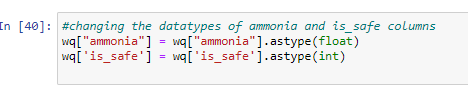 In [40]: #changing the datatypes of ammonia and is_safe columns
wq["ammonia"] = wq["ammonia"].astype(float)
wq['is_safe'] = wq['is_safe'].astype(int)